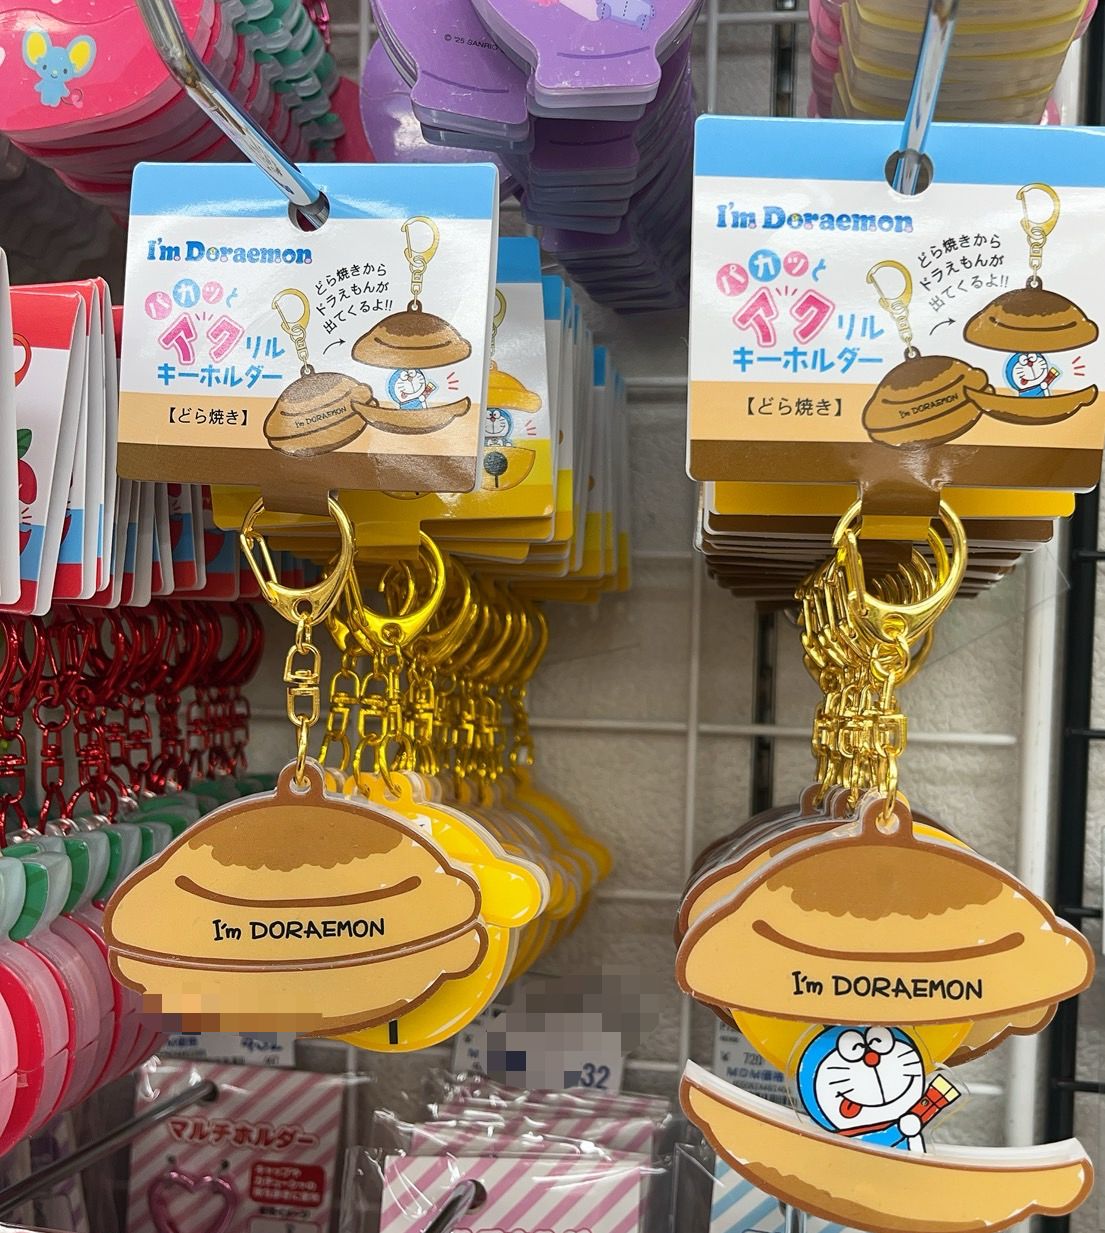 © '25 SANRIO
I'm Doraemon
パカッと
アクリル
キーホルダー
どら焼きから
ドラえもんが
出てくるよ!!
I'm DORAEMON
【どら焼き】
I'm Doraemon
パカッと
アクリル
キーホルダー
どら焼きから
ドラえもんが
出てくるよ!!
I'm DORAEMON
【どら焼き】
I'm DORAEMON
I'm DORAEMON
32
720
マルチホルダー